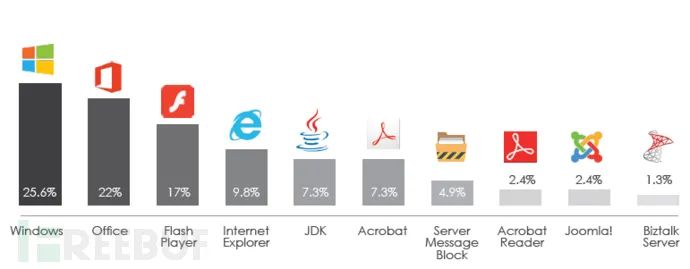 25.6%
22%
17%
9.8%
7.3%
7.3%
4.9%
2.4%
2.4%
1.3%
Windows
Office
Flash
Player
Internet
Explorer
JDK
Acrobat
Server
Message
Block
Acrobat
Reader
Joomla!
Biztalk
Server
REEBUF